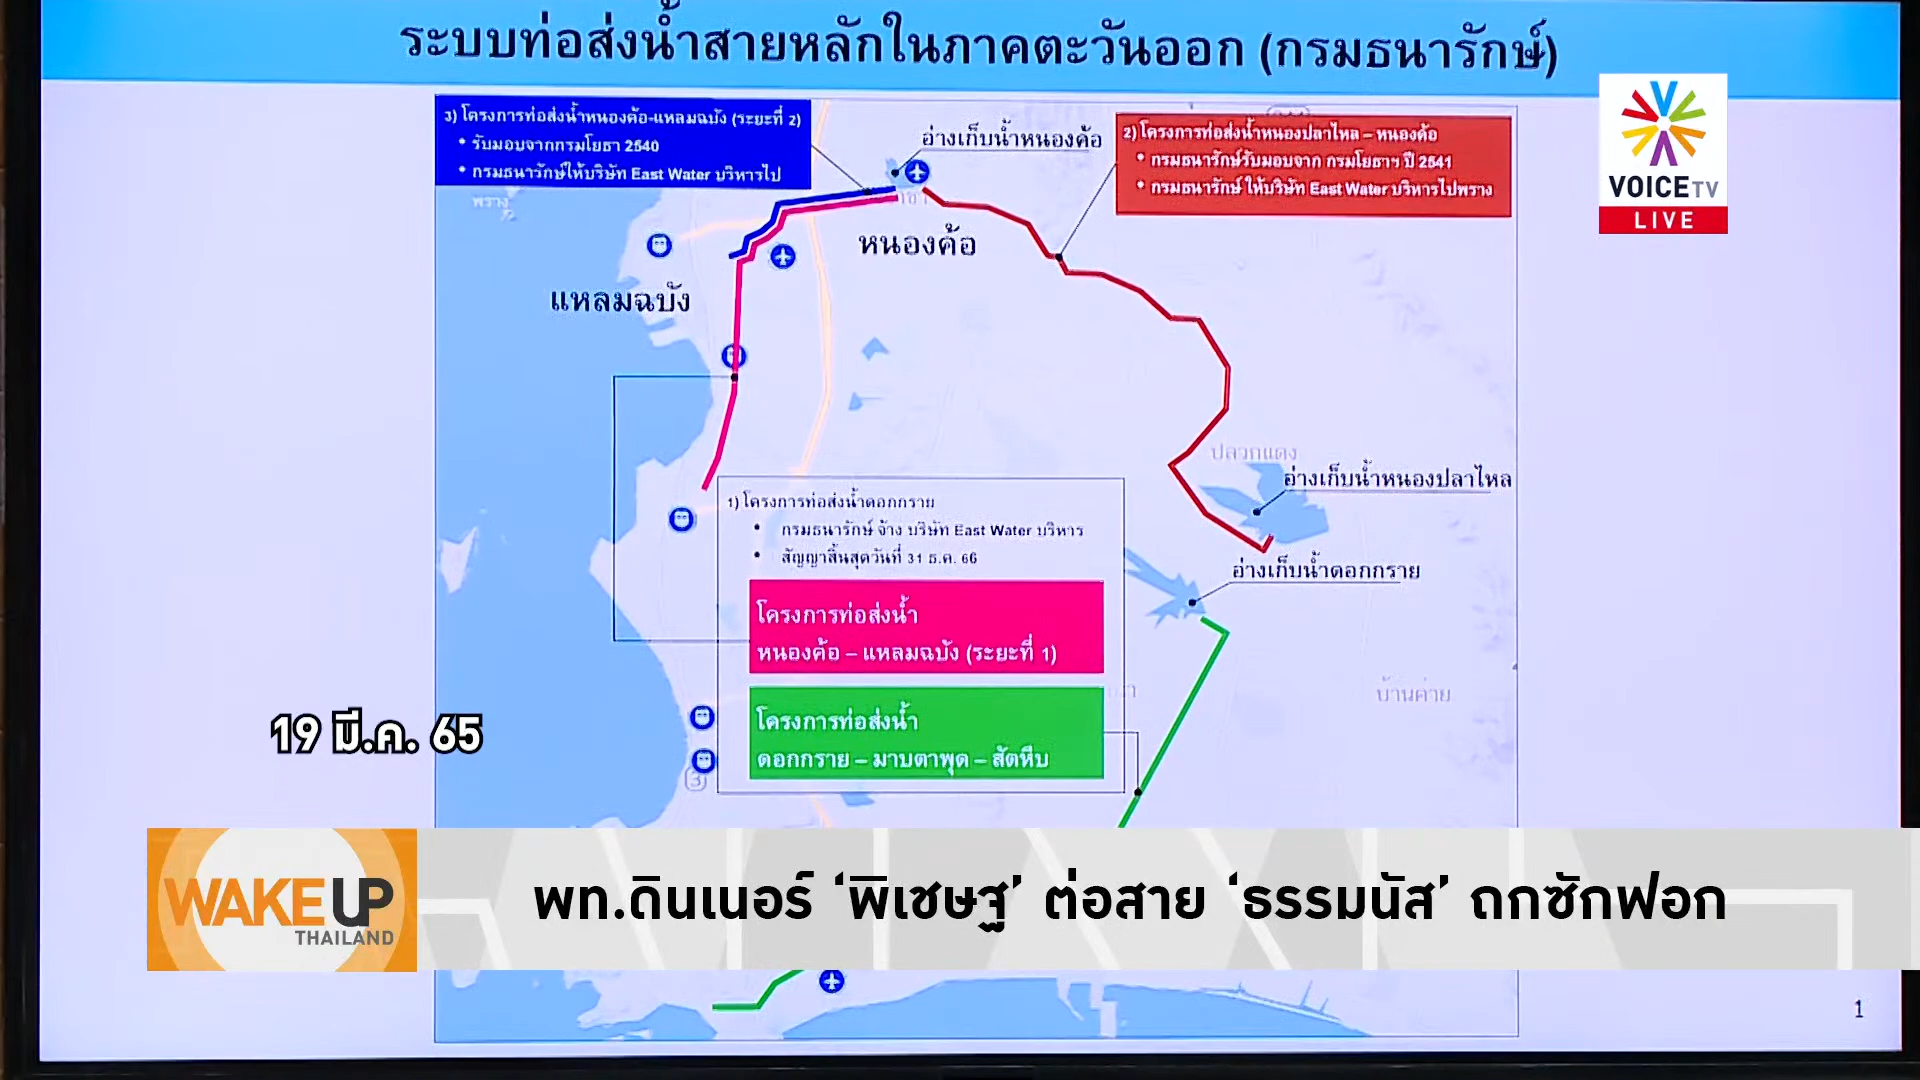 ระบบท่อส่งน้ำสายหลักในภาคตะวันออก (กรมธนารักษ์)
3) โครงการท่อส่งน้ำหนองค้อ-แหลมฉบัง (ระยะที่ 2)
• รับมอบจากกรมโยธา 2540
• กรมธนารักษ์ให้บริษัท East Water บริหารไป
อ่างเก็บน้ำหนองค้อ
2) โครงการท่อส่งน้ำหนองปลาไหล – หนองค้อ
• กรมธนารักษ์รับมอบจาก กรมโยธาฯ ปี 2541
• กรมธนารักษ์ ให้บริษัท East Water บริหารไปพราง
VOICE TV
LIVE
พราง
หนองค้อ
แหลมฉบัง
ปลวกแดง
อ่างเก็บน้ำหนองปลาไหล
1) โครงการท่อส่งน้ำดอกกราย
• กรมธนารักษ์ จ้าง บริษัท East Water บริหาร
• สัญญาสิ้นสุดวันที่ 31 ธ.ค. 66
อ่างเก็บน้ำดอกกราย
โครงการท่อส่งน้ำ
หนองค้อ – แหลมฉบัง (ระยะที่ 1)
บ้านค่าย
โครงการท่อส่งน้ำ
ดอกกราย – มาบตาพุด – สัตหีบ
3
19 มี.ค. 65
WAKE UP
THAILAND
พท.ดินเนอร์ ‘พิเชษฐ’ ต่อสาย ‘ธรรมนัส’ ถกซักฟอก
1